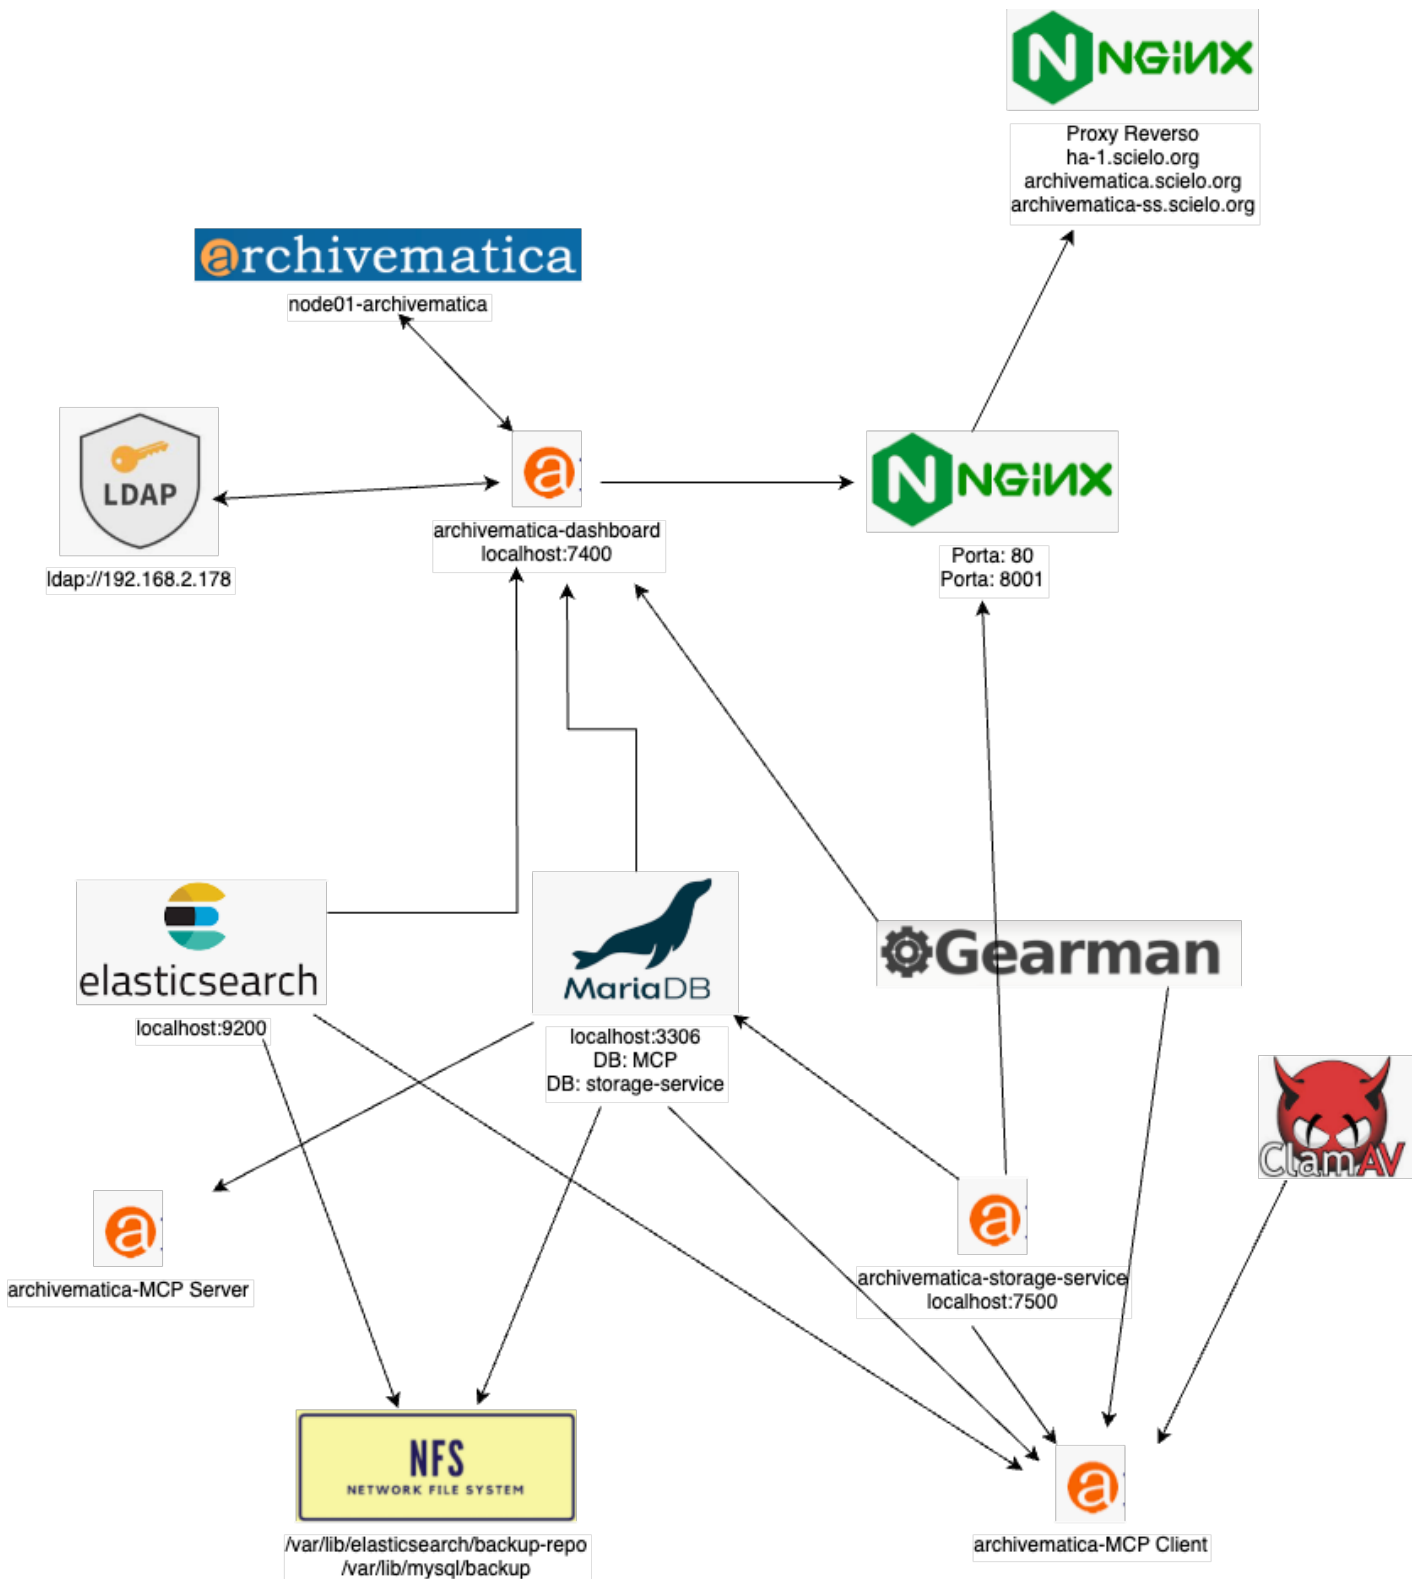 NGINX
Proxy Reverso
ha-1.scielo.org
archivematica.scielo.org
archivematica-ss.scielo.org
archivematica
node01-archivematica
LDAP
ldap://192.168.2.178
a
archivematica-dashboard
localhost:7400
NGINX
Porta: 80
Porta: 8001
elasticsearch
localhost:9200
MariaDB
localhost:3306
DB: MCP
DB: storage-service
Gearman
ClamAV
a
archivematica-MCP Server
a
archivematica-storage-service
localhost:7500
NFS
NETWORK FILE SYSTEM
/var/lib/elasticsearch/backup-repo
/var/lib/mysql/backup
a
archivematica-MCP Client